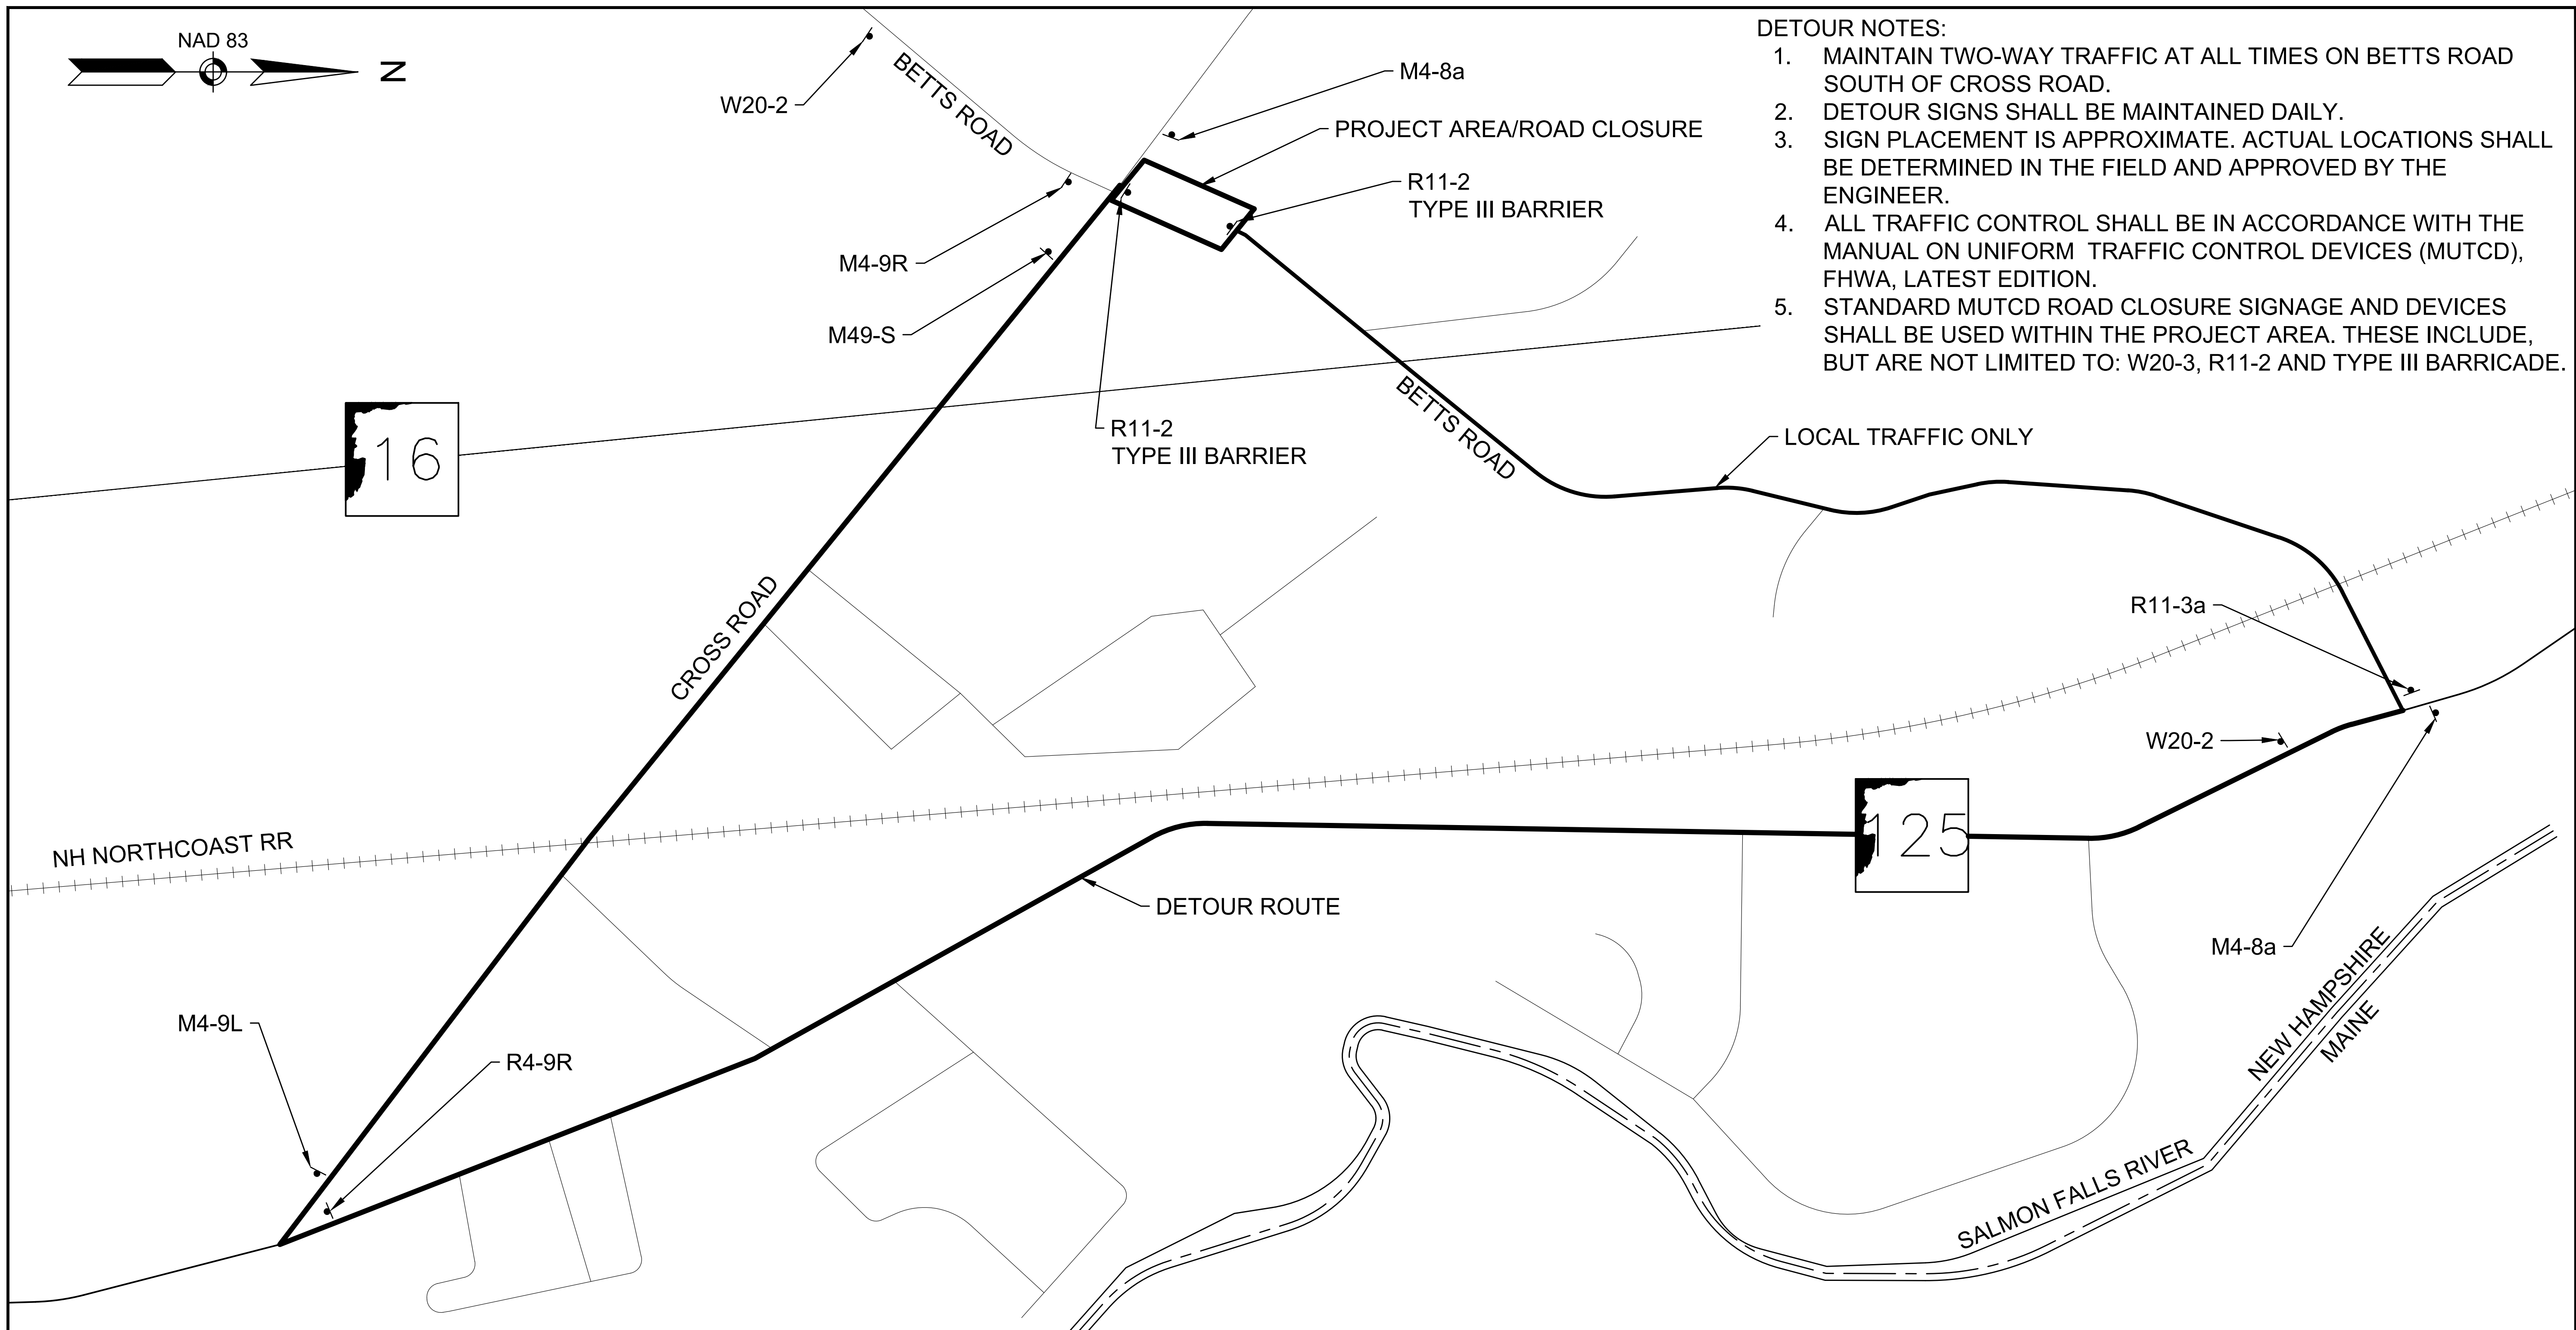 NAD 83
N
DETOUR NOTES:
1. MAINTAIN TWO-WAY TRAFFIC AT ALL TIMES ON BETTS ROAD
SOUTH OF CROSS ROAD.
2. DETOUR SIGNS SHALL BE MAINTAINED DAILY.
3. SIGN PLACEMENT IS APPROXIMATE. ACTUAL LOCATIONS SHALL
BE DETERMINED IN THE FIELD AND APPROVED BY THE
ENGINEER.
4. ALL TRAFFIC CONTROL SHALL BE IN ACCORDANCE WITH THE
MANUAL ON UNIFORM TRAFFIC CONTROL DEVICES (MUTCD),
FHWA, LATEST EDITION.
5. STANDARD MUTCD ROAD CLOSURE SIGNAGE AND DEVICES
SHALL BE USED WITHIN THE PROJECT AREA. THESE INCLUDE,
BUT ARE NOT LIMITED TO: W20-3, R11-2 AND TYPE III BARRICADE.
W20-2
BETTS ROAD
M4-8a
PROJECT AREA/ROAD CLOSURE
R11-2
TYPE III BARRIER
M4-9R
M49-S
R11-2
TYPE III BARRIER
16
BETTS ROAD
LOCAL TRAFFIC ONLY
CROSS ROAD
R11-3a
W20-2
NH NORTHCOAST RR
125
DETOUR ROUTE
M4-8a
M4-9L
R4-9R
NEW HAMPSHIRE
MAINE
SALMON FALLS RIVER